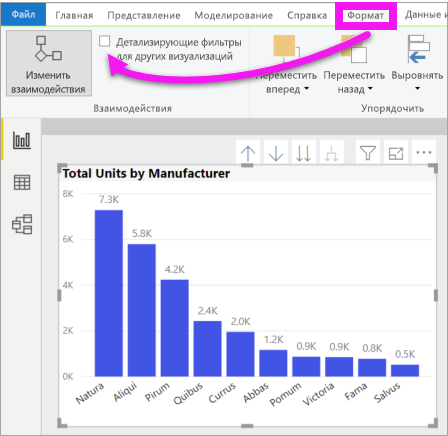 Файл Главная Представление Моделирование Справка Формат Данные и
Изменить
взаимодействия
Детализирующие фильтры
для других визуализаций
Переместить
вперед
Переместить
назад
Выровнять
Взаимодействия
Упорядочить
Total Units by Manufacturer
8K
6K
4K
2K
0K
7.3K
5.8K
4.2K
2.4K
2.0K
1.2K
0.9K
0.9K
0.8K
0.5K
Natura
Aliqui
Pirum
Quibus
Currus
Abbas
Pomum
Victoria
Fama
Salvus